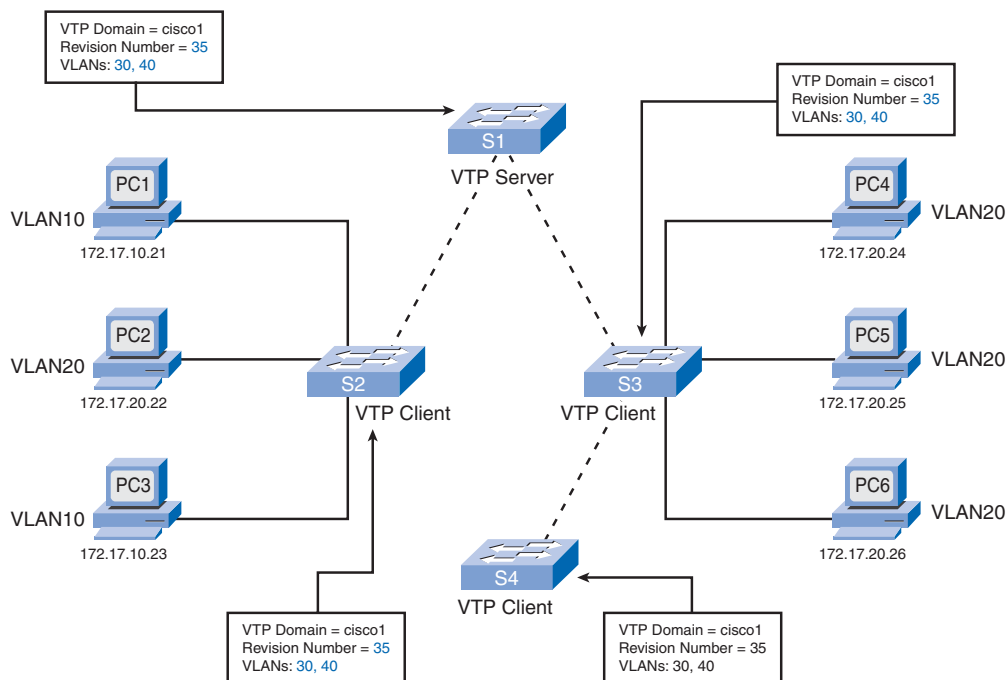 VTP Domain = cisco1
Revision Number = 35
VLANs: 30, 40
VTP Domain = cisco1
Revision Number = 35
VLANs: 30, 40
S1
VTP Server
PC1
VLAN10
172.17.10.21
PC4
VLAN20
172.17.20.24
PC2
VLAN20
172.17.20.22
S2
VTP Client
S3
VTP Client
PC5
VLAN20
172.17.20.25
PC3
VLAN10
172.17.10.23
PC6
VLAN20
172.17.20.26
S4
VTP Client
VTP Domain = cisco1
Revision Number = 35
VLANs: 30, 40
VTP Domain = cisco1
Revision Number = 35
VLANs: 30, 40